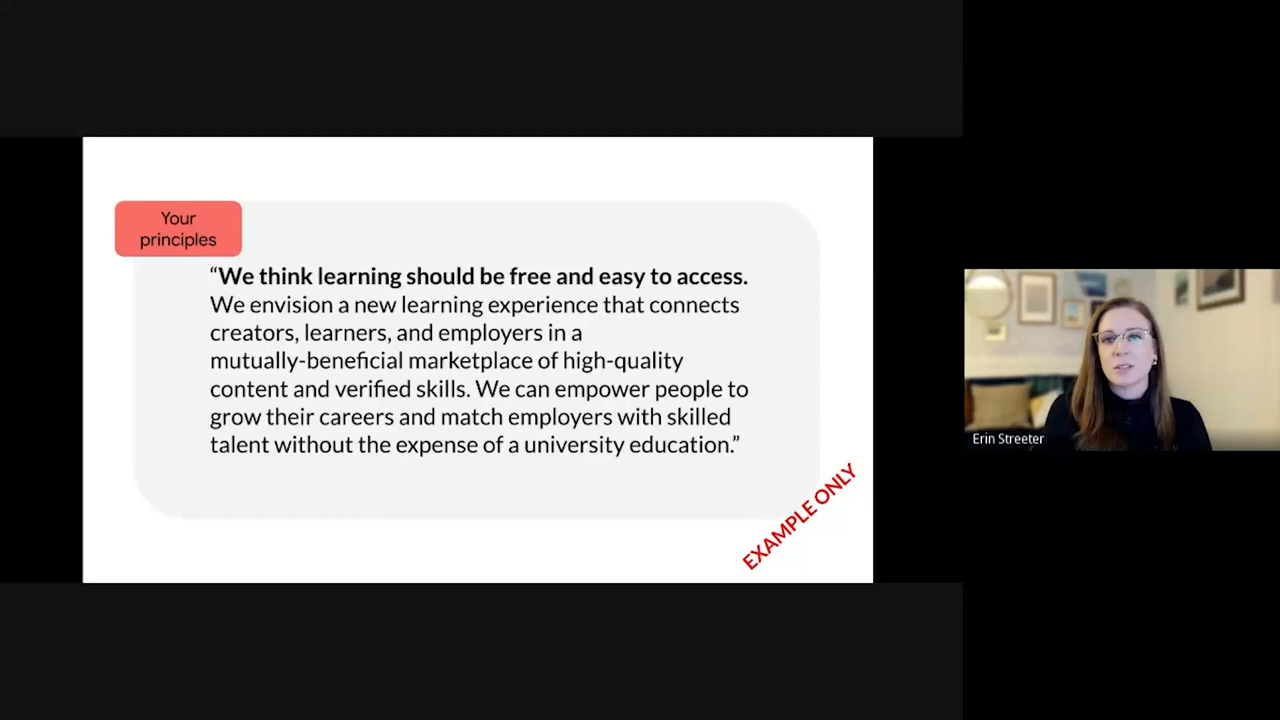 Your
principles
“We think learning should be free and easy to access.
We envision a new learning experience that connects
creators, learners, and employers in a
mutually-beneficial marketplace of high-quality
content and verified skills. We can empower people to
grow their careers and match employers with skilled
talent without the expense of a university education.”
EXAMPLE ONLY
Erin Streeter